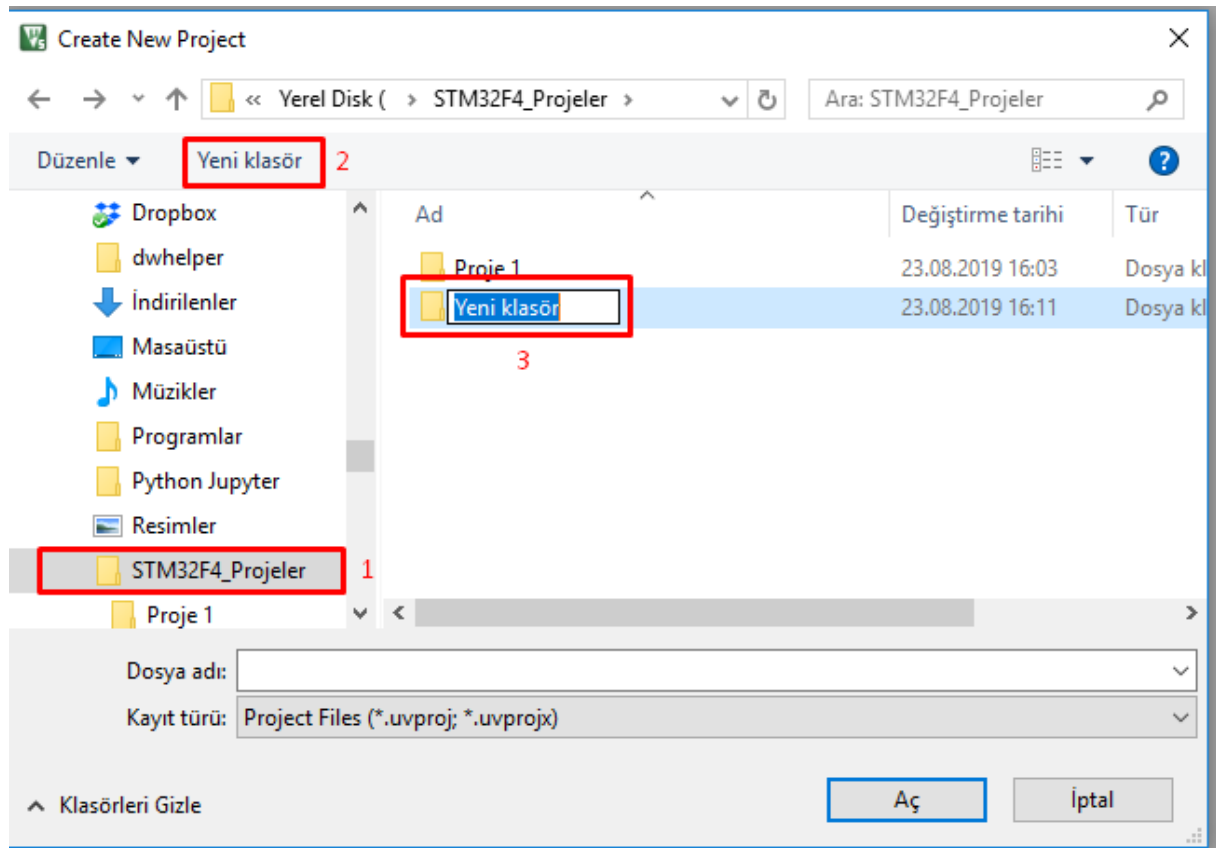 Create New Project
« Yerel Disk ( > STM32F4_Projeler > Ara: STM32F4_Projeler
Düzenle Yeni klasör 2 ?
Ad Değiştirme tarihi Tür
Dropbox
dwhelper
İndirilenler
Masaüstü
Müzikler
Programlar
Python Jupyter
Resimler
STM32F4_Projeler 1
Proje 1
Proje 1 23.08.2019 16:03 Dosya kl
Yeni klasör 23.08.2019 16:11 Dosya kl
3
Dosya adı:
Kayıt türü: Project Files (*.uvproj; *.uvprojx)
Klasörleri Gizle Aç İptal